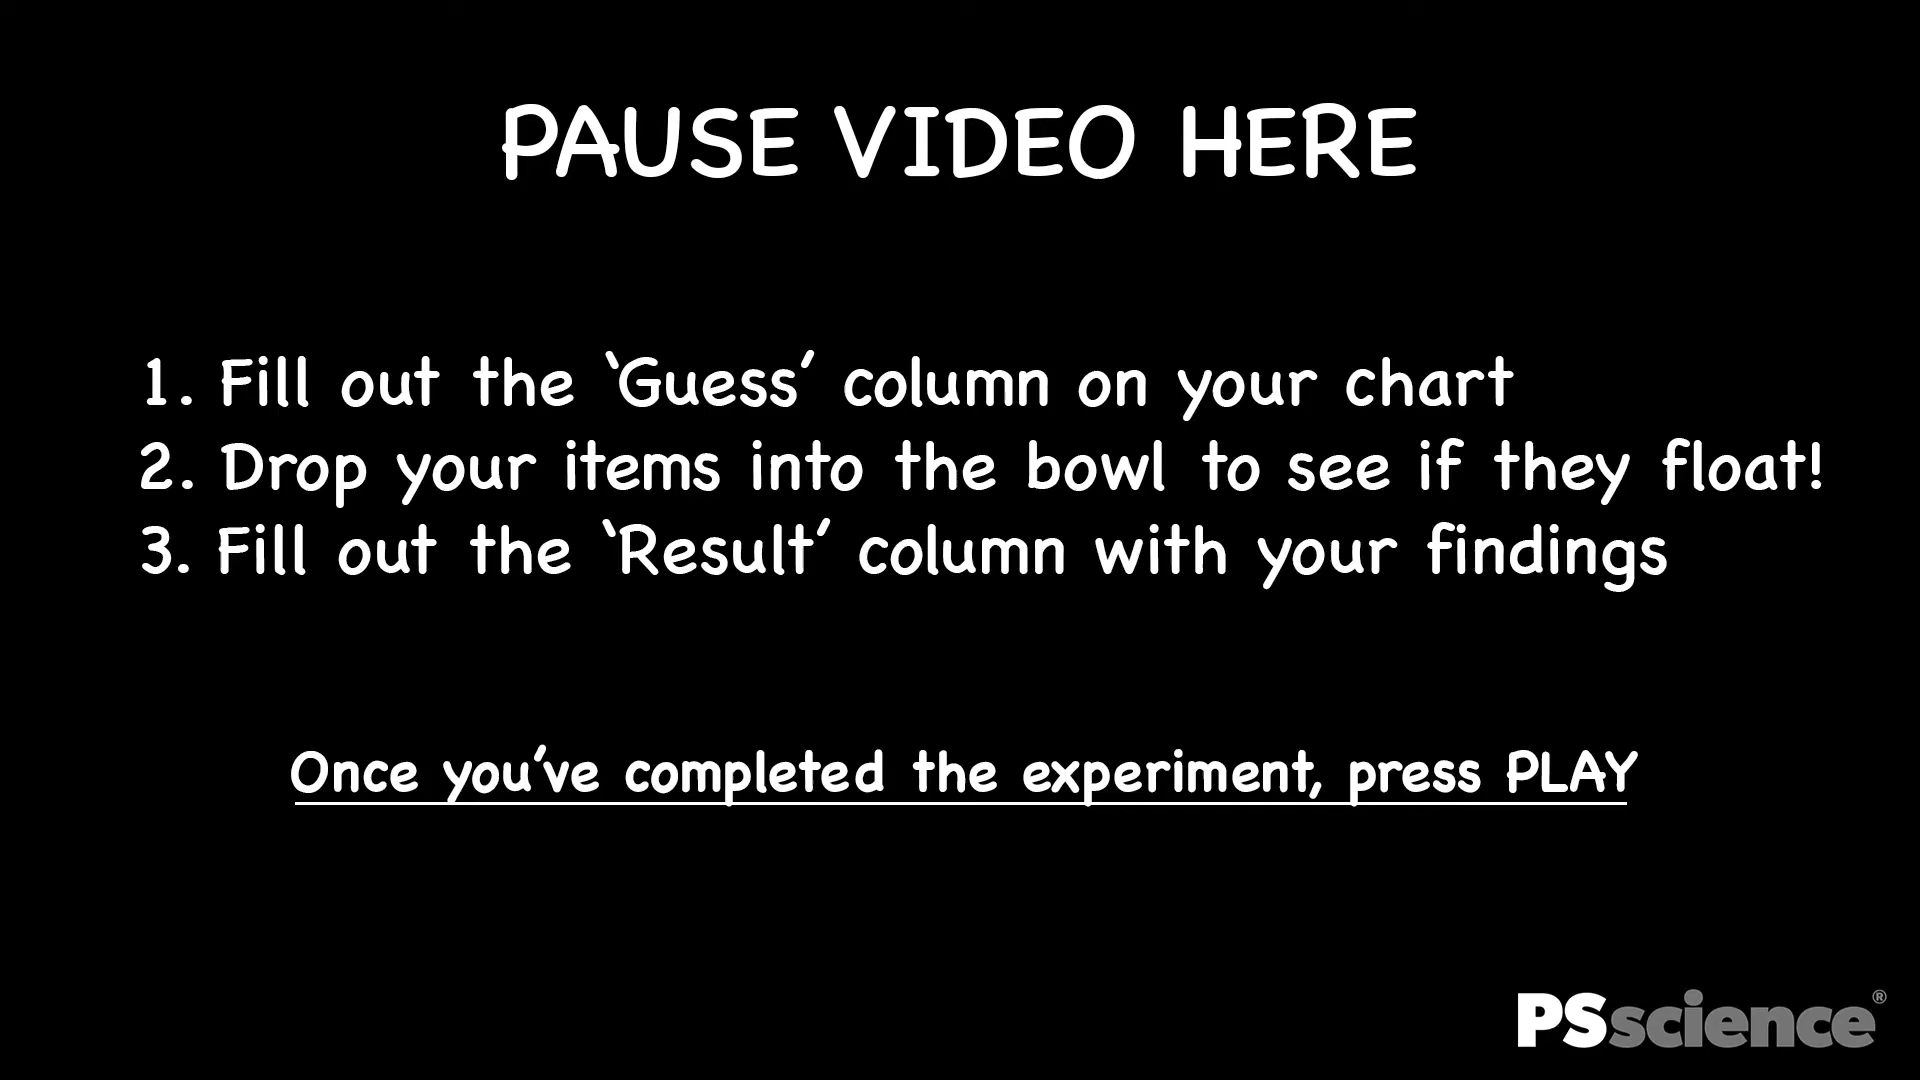 PAUSE VIDEO HERE
1. Fill out the ‘Guess’ column on your chart
2. Drop your items into the bowl to see if they float!
3. Fill out the ‘Result’ column with your findings
Once you’ve completed the experiment, press PLAY
PSscience®